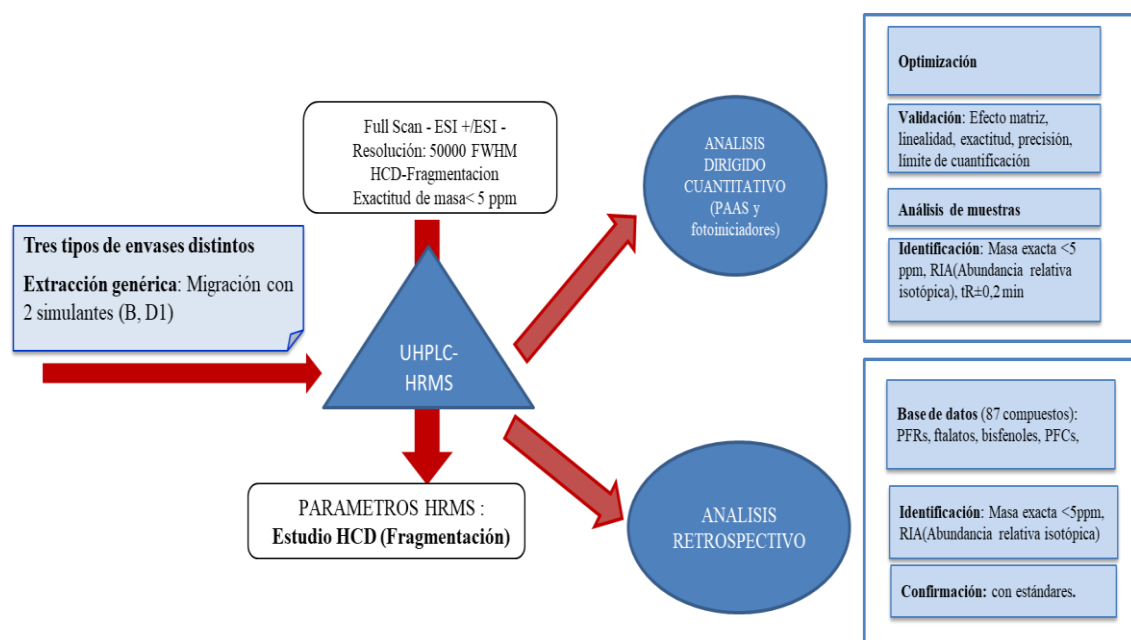 Tres tipos de envases distintos
Extracción genérica: Migración con
2 simulantes (B, D1)
Full Scan - ESI +/ESI -
Resolución: 50000 FWHM
HCD-Fragmentacion
Exactitud de masa< 5 ppm
UHPLC-
HRMS
PARAMETROS HRMS :
Estudio HCD (Fragmentación)
ANALISIS
DIRIGIDO
CUANTITATIVO
(PAAS y
fotoiniciadores)
ANALISIS
RETROSPECTIVO
Optimización
Validación: Efecto matriz,
linealidad, exactitud, precisión,
límite de cuantificación
Análisis de muestras
Identificación: Masa exacta <5
ppm, RIA(Abundancia relativa
isotópica), tR±0,2 min
Base de datos (87 compuestos):
PFRs, ftalatos, bisfenoles, PFCs,
Identificación: Masa exacta <5ppm,
RIA(Abundancia relativa isotópica)
Confirmación: con estándares.